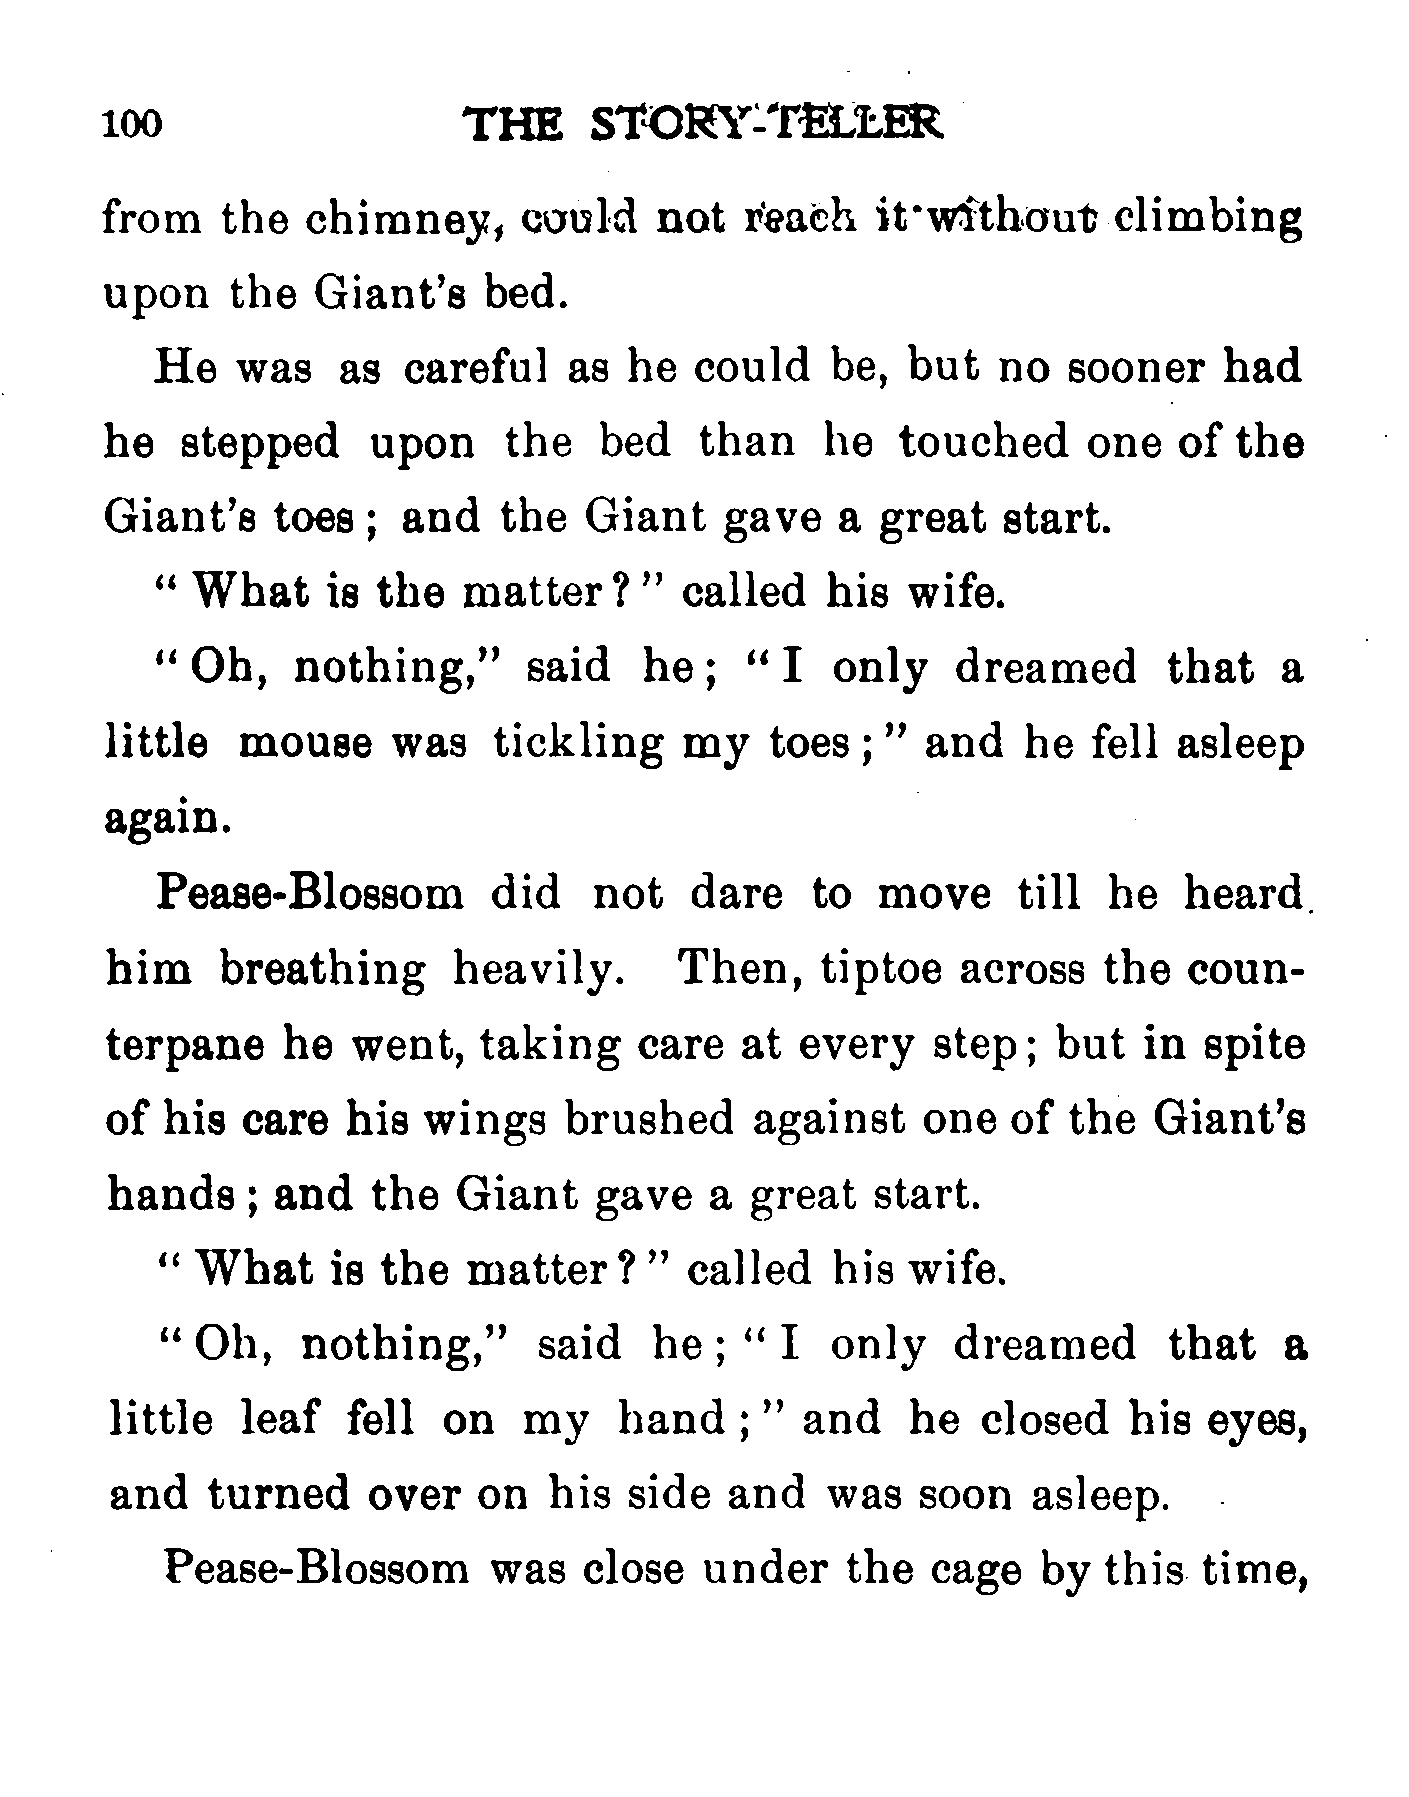 100 THE STORY-TELLER
from the chimney, could not reach it without climbing
upon the Giant's bed.
He was as careful as he could be, but no sooner had
he stepped upon the bed than he touched one of the
Giant's toes; and the Giant gave a great start.
"What is the matter?" called his wife.
"Oh, nothing," said he; "I only dreamed that a
little mouse was tickling my toes;" and he fell asleep
again.
Pease-Blossom did not dare to move till he heard
him breathing heavily. Then, tiptoe across the coun-
terpane he went, taking care at every step; but in spite
of his care his wings brushed against one of the Giant's
hands; and the Giant gave a great start.
"What is the matter?" called his wife.
"Oh, nothing," said he; "I only dreamed that a
little leaf fell on my hand;" and he closed his eyes,
and turned over on his side and was soon asleep.
Pease-Blossom was close under the cage by this time,